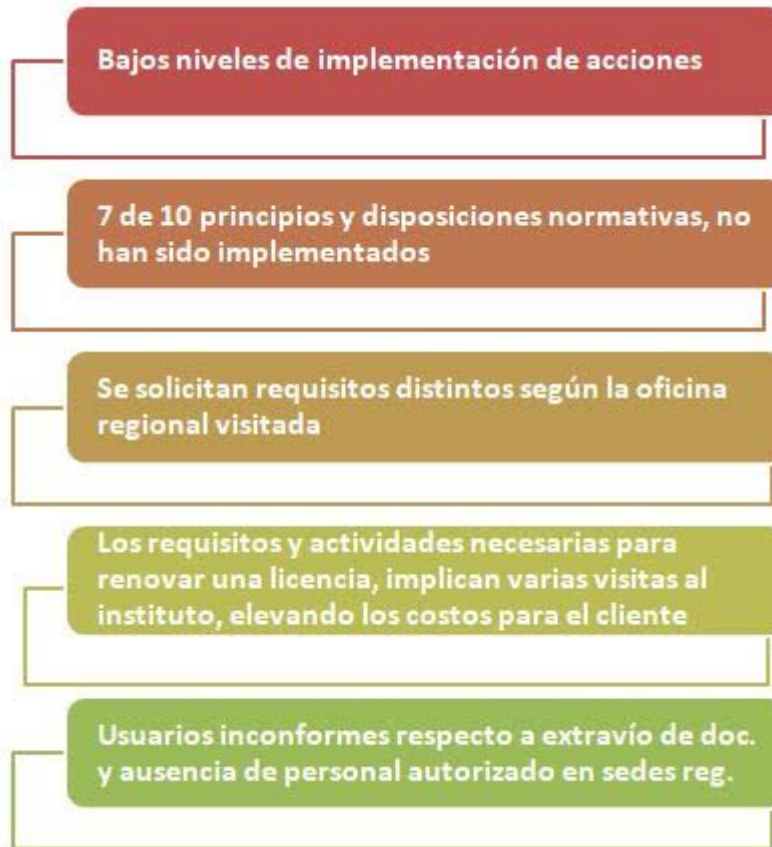 Bajos niveles de implementación de acciones
7 de 10 principios y disposiciones normativas, no
han sido implementados
Se solicitan requisitos distintos según la oficina
regional visitada
Los requisitos y actividades necesarias para
renovar una licencia, implican varias visitas al
instituto, elevando los costos para el cliente
Usuarios inconformes respecto a extravío de doc.
y ausencia de personal autorizado en sedes reg.